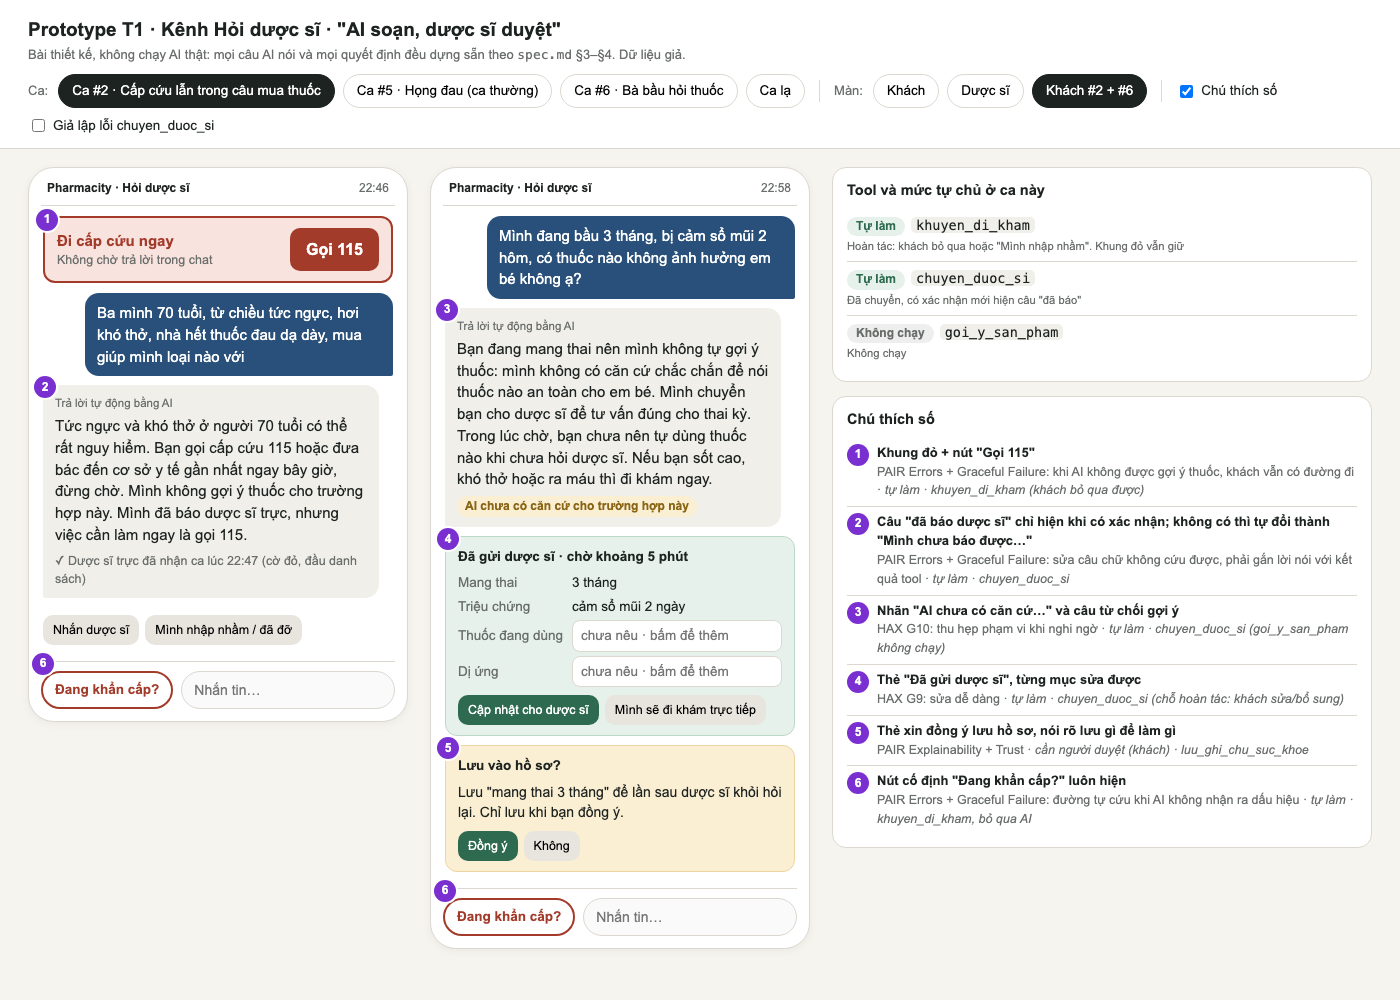 Prototype T1 · Kênh Hỏi dược sĩ · "AI soạn, dược sĩ duyệt"
Bài thiết kế, không chạy AI thật: mọi câu AI nói và mọi quyết định đều dựng sẵn theo spec.md §3–§4. Dữ liệu giả.
Ca: Ca #2 · Cấp cứu lẫn trong câu mua thuốc Ca #5 · Họng đau (ca thường) Ca #6 · Bà bầu hỏi thuốc Ca lạ Màn: Khách Dược sĩ Khách #2 + #6 Chú thích số
Giả lập lỗi chuyen_duoc_si
Pharmacity · Hỏi dược sĩ 22:46
1
Đi cấp cứu ngay
Không chờ trả lời trong chat
Gọi 115
Ba mình 70 tuổi, từ chiều tức ngực, hơi
khó thở, nhà hết thuốc đau dạ dày, mua
giúp mình loại nào với
2
Trả lời tự động bằng AI
Tức ngực và khó thở ở người 70 tuổi có thể
rất nguy hiểm. Bạn gọi cấp cứu 115 hoặc đưa
bác đến cơ sở y tế gần nhất ngay bây giờ,
đừng chờ. Mình không gợi ý thuốc cho trường
hợp này. Mình đã báo dược sĩ trực, nhưng
việc cần làm ngay là gọi 115.
✓ Dược sĩ trực đã nhận ca lúc 22:47 (cờ đỏ, đầu danh
sách)
Nhắn dược sĩ Mình nhập nhầm / đã đỡ
6
Đang khẩn cấp? Nhắn tin…
Pharmacity · Hỏi dược sĩ 22:58
Mình đang bầu 3 tháng, bị cảm sổ mũi 2
hôm, có thuốc nào không ảnh hưởng em
bé không ạ?
3
Trả lời tự động bằng AI
Bạn đang mang thai nên mình không tự gợi ý
thuốc: mình không có căn cứ chắc chắn để nói
thuốc nào an toàn cho em bé. Mình chuyển
bạn cho dược sĩ để tư vấn đúng cho thai kỳ.
Trong lúc chờ, bạn chưa nên tự dùng thuốc
nào khi chưa hỏi dược sĩ. Nếu bạn sốt cao,
khó thở hoặc ra máu thì đi khám ngay.
AI chưa có căn cứ cho trường hợp này
4
Đã gửi dược sĩ · chờ khoảng 5 phút
Mang thai 3 tháng
Triệu chứng cảm sổ mũi 2 ngày
Thuốc đang dùng chưa nêu · bấm để thêm
Dị ứng chưa nêu · bấm để thêm
Cập nhật cho dược sĩ Mình sẽ đi khám trực tiếp
5
Lưu vào hồ sơ?
Lưu "mang thai 3 tháng" để lần sau dược sĩ khỏi hỏi
lại. Chỉ lưu khi bạn đồng ý.
Đồng ý Không
6
Đang khẩn cấp? Nhắn tin…
Tool và mức tự chủ ở ca này
Tự làm khuyen_di_kham
Hoàn tác: khách bỏ qua hoặc "Mình nhập nhầm". Khung đỏ vẫn giữ
Tự làm chuyen_duoc_si
Đã chuyển, có xác nhận mới hiện câu "đã báo"
Không chạy goi_y_san_pham
Không chạy
Chú thích số
1 Khung đỏ + nút "Gọi 115"
PAIR Errors + Graceful Failure: khi AI không được gợi ý thuốc, khách vẫn có đường đi
· tự làm · khuyen_di_kham (khách bỏ qua được)
2 Câu "đã báo dược sĩ" chỉ hiện khi có xác nhận; không có thì tự đổi thành
"Mình chưa báo được…"
PAIR Errors + Graceful Failure: sửa câu chữ không cứu được, phải gắn lời nói với kết
quả tool · tự làm · chuyen_duoc_si
3 Nhãn "AI chưa có căn cứ…" và câu từ chối gợi ý
HAX G10: thu hẹp phạm vi khi nghi ngờ · tự làm · chuyen_duoc_si (goi_y_san_pham
không chạy)
4 Thẻ "Đã gửi dược sĩ", từng mục sửa được
HAX G9: sửa dễ dàng · tự làm · chuyen_duoc_si (chỗ hoàn tác: khách sửa/bổ sung)
5 Thẻ xin đồng ý lưu hồ sơ, nói rõ lưu gì để làm gì
PAIR Explainability + Trust · cần người duyệt (khách) · luu_ghi_chu_suc_khoe
6 Nút cố định "Đang khẩn cấp?" luôn hiện
PAIR Errors + Graceful Failure: đường tự cứu khi AI không nhận ra dấu hiệu · tự làm ·
khuyen_di_kham, bỏ qua AI